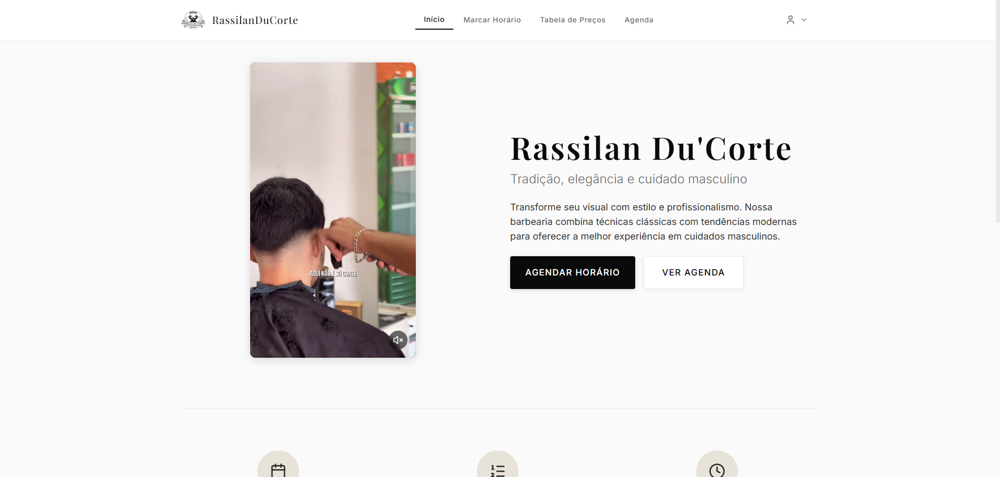 RassilanDuCorte
Início
Marcar Horário
Tabela de Preços
Agenda
Rassilan Du'Corte
Tradição, elegância e cuidado masculino
Transforme seu visual com estilo e profissionalismo. Nossa
barbearia combina técnicas clássicas com tendências modernas
para oferecer a melhor experiência em cuidados masculinos.
AQUI NÃO É SÓ CORTE
AGENDAR HORÁRIO
VER AGENDA